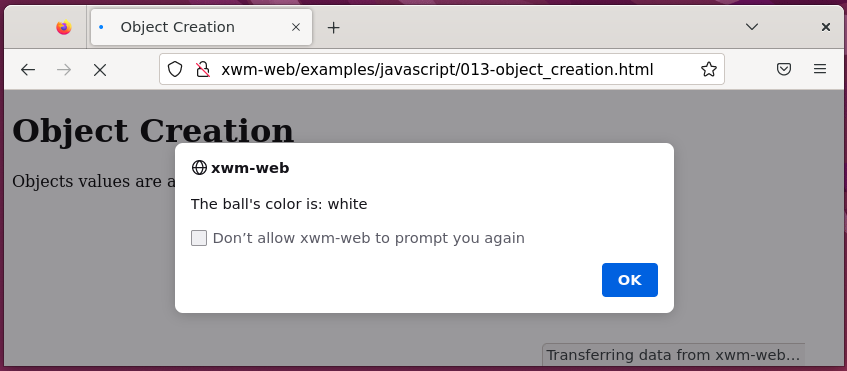 Object Creation
xwm-web/examples/javascript/013-object_creation.html
Object Creation
Objects values are a
xwm-web
The ball's color is: white
Don’t allow xwm-web to prompt you again
OK
Transferring data from xwm-web…